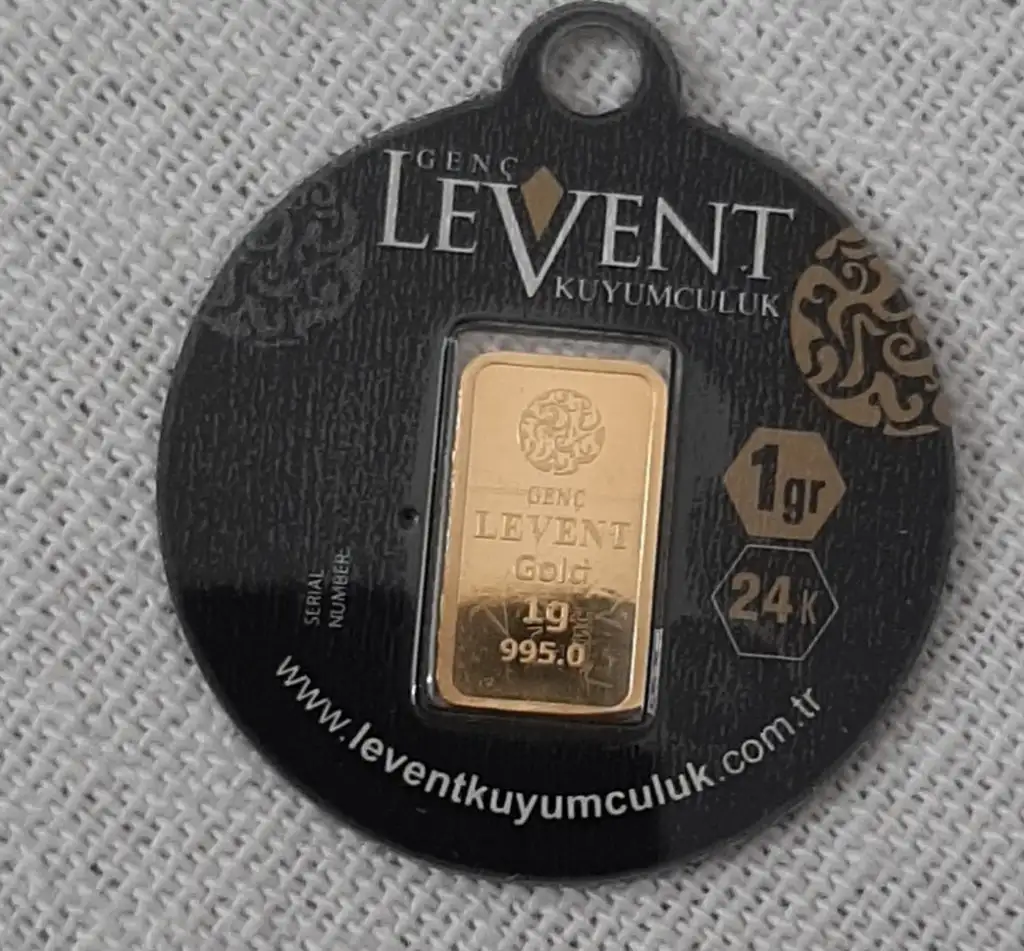 GENÇ
LEVENT
KUYUMCULUK
1gr
24K
GENÇ
LEVENT
Gold
1g
995.0
SERIAL
NUMBER:
www.leventkuyumculuk.com.tr